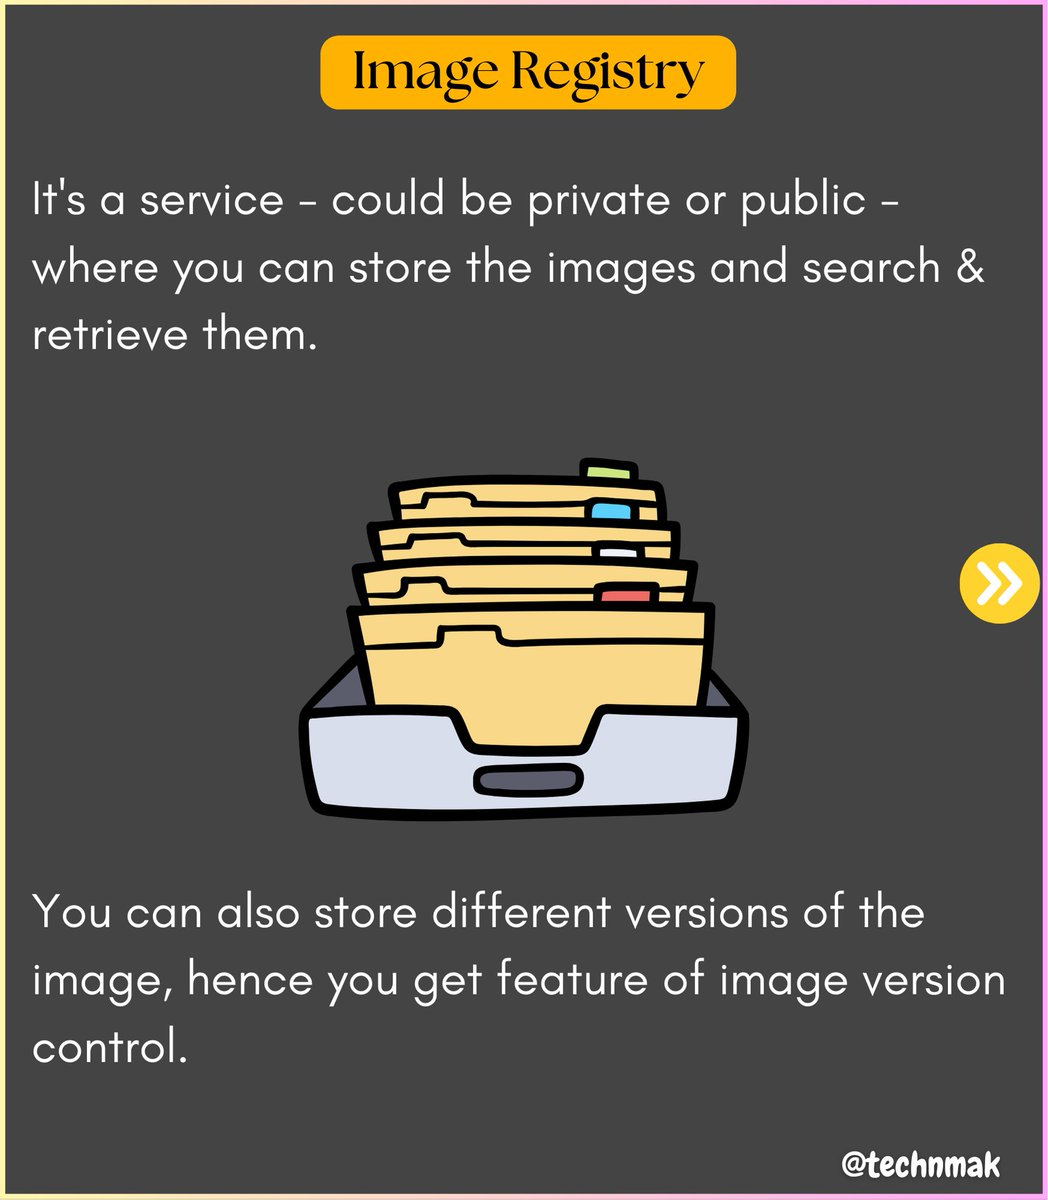 Image Registry
It's a service - could be private or public -
where you can store the images and search &
retrieve them.
You can also store different versions of the
image, hence you get feature of image version
control.
@technmak